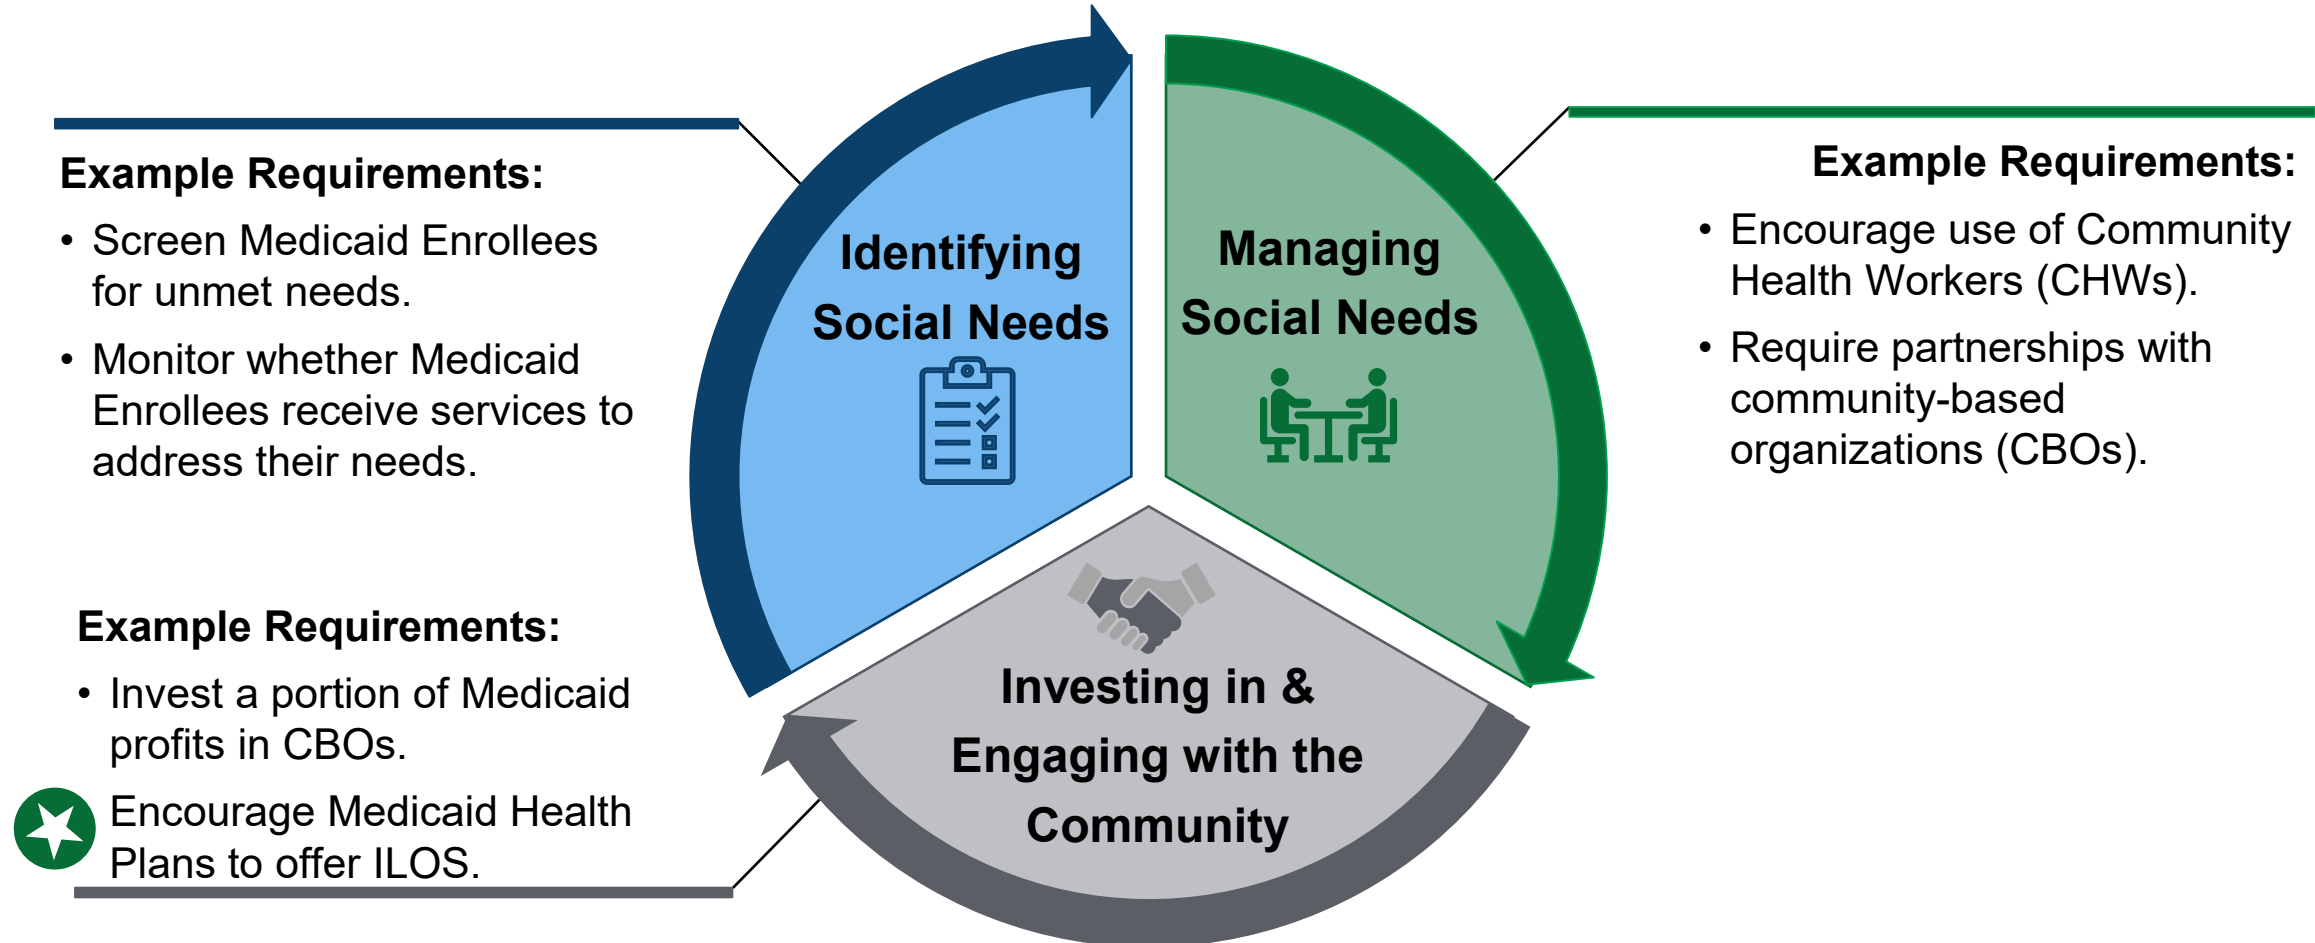 Example Requirements:
• Screen Medicaid Enrollees
for unmet needs.
• Monitor whether Medicaid
Enrollees receive services to
address their needs.
Identifying
Social Needs
Managing
Social Needs
Example Requirements:
• Encourage use of Community
Health Workers (CHWs).
• Require partnerships with
community-based
organizations (CBOs).
Example Requirements:
• Invest a portion of Medicaid
profits in CBOs.
Encourage Medicaid Health
Plans to offer ILOS.
Investing in &
Engaging with the
Community